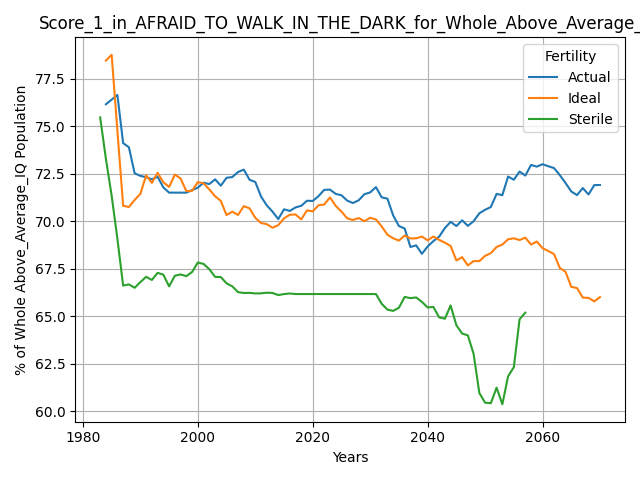 Score_1_in_AFRAID_TO_WALK_IN_THE_DARK_for_Whole_Above_Average_
Fertility
Actual
Ideal
Sterile
% of Whole Above_Average_IQ Population
77.5
75.0
72.5
70.0
67.5
65.0
62.5
60.0
1980
2000
2020
2040
2060
Years